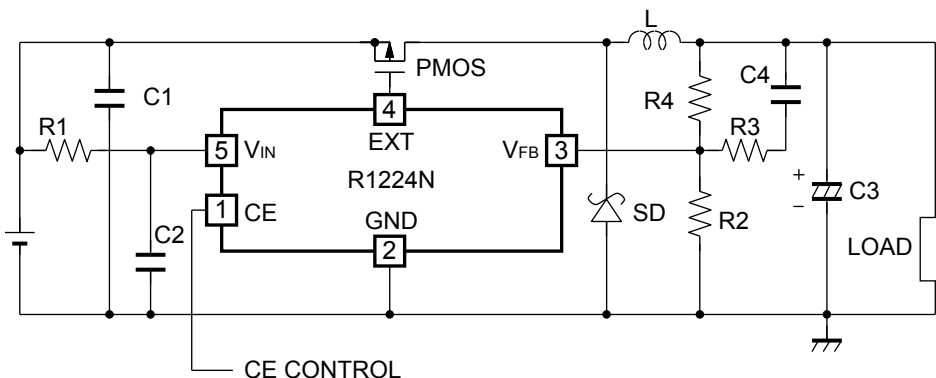 L
PMOS
C4
C1
R4
4
R1
EXT
R3
5
VIN
VFB
3
R1224N
C3
+
−
1
CE
SD
R2
GND
C2
2
LOAD
CE CONTROL